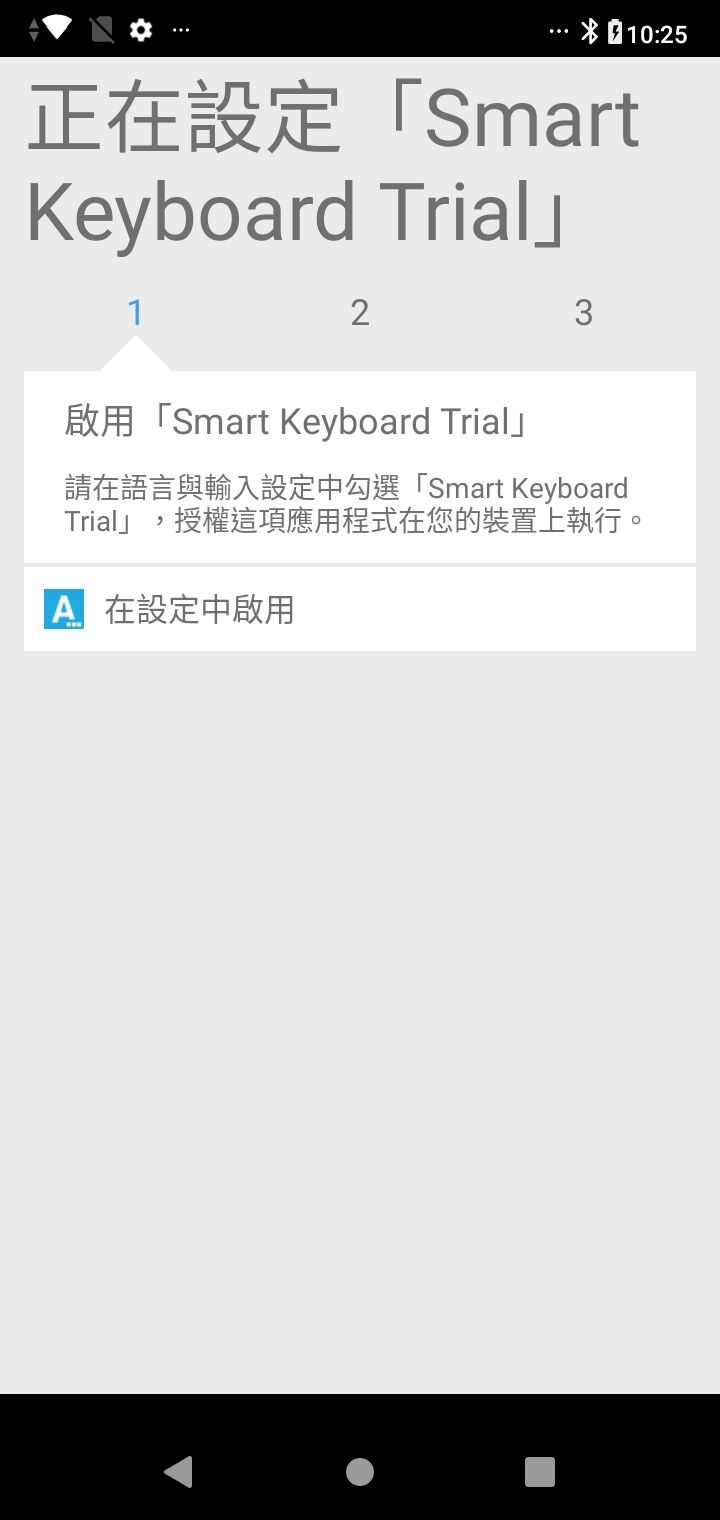 10:25
正在設定「Smart
Keyboard Trial」
1 2 3
啟用「Smart Keyboard Trial」
請在語言與輸入設定中勾選「Smart Keyboard
Trial」，授權這項應用程式在您的裝置上執行。
A
在設定中啟用